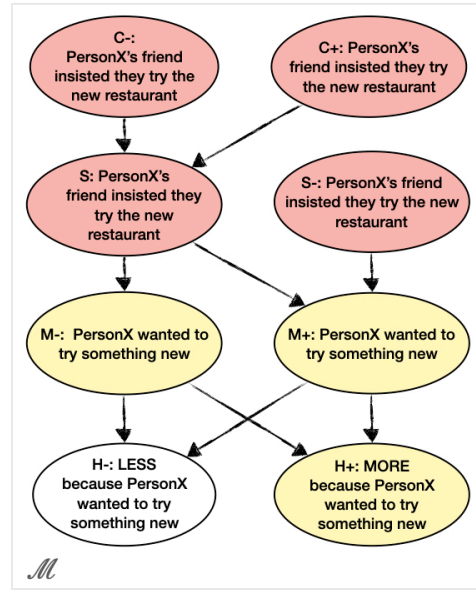 C-:
PersonX's friend
insisted they try the
new restaurant
C+: PersonX's
friend insisted they try
the new restaurant
S: PersonX's
friend insisted they
try the new
restaurant
S-: PersonX's friend
insisted they try the new
restaurant
M-: PersonX wanted to
try something new
M+: PersonX wanted to
try something new
H-: LESS
because PersonX
wanted to try
something new
H+: MORE
because PersonX
wanted to try
something new
ℳ